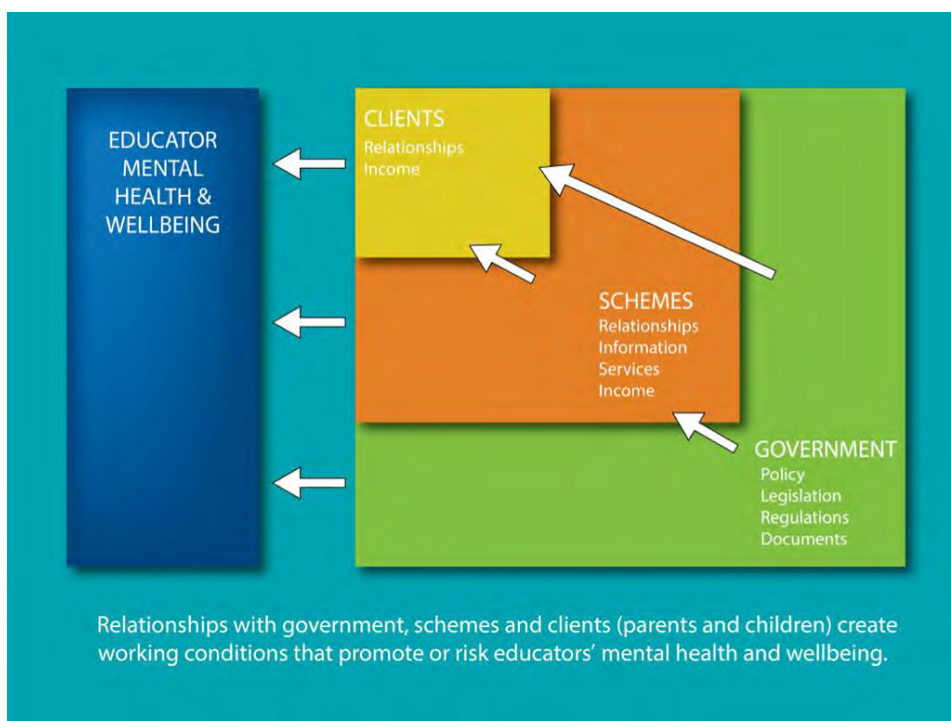 EDUCATOR
MENTAL
HEALTH &
WELLBEING
CLIENTS
Relationships
Income
SCHEMES
Relationships
Information
Services
Income
GOVERNMENT
Policy
Legislation
Regulations
Documents
Relationships with government, schemes and clients (parents and children) create
working conditions that promote or risk educators’ mental health and wellbeing.